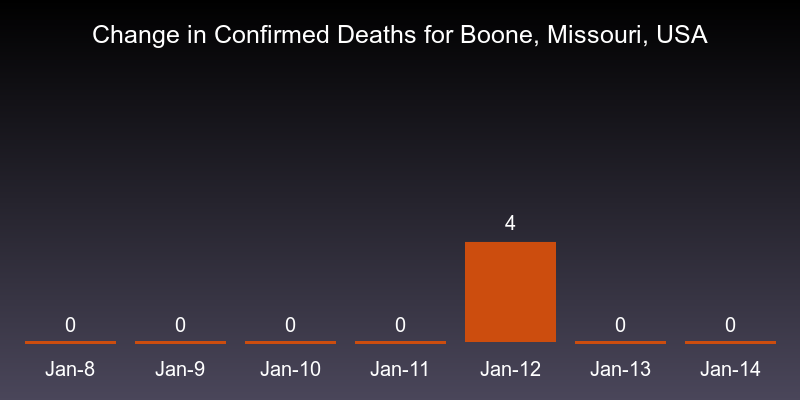 Change in Confirmed Deaths for Boone, Missouri, USA
4
0 0 0 0 0 0
Jan-8 Jan-9 Jan-10 Jan-11 Jan-12 Jan-13 Jan-14